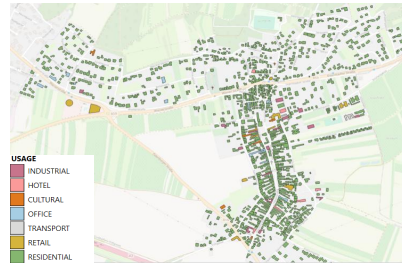 USAGE
INDUSTRIAL
HOTEL
CULTURAL
OFFICE
TRANSPORT
RETAIL
RESIDENTIAL